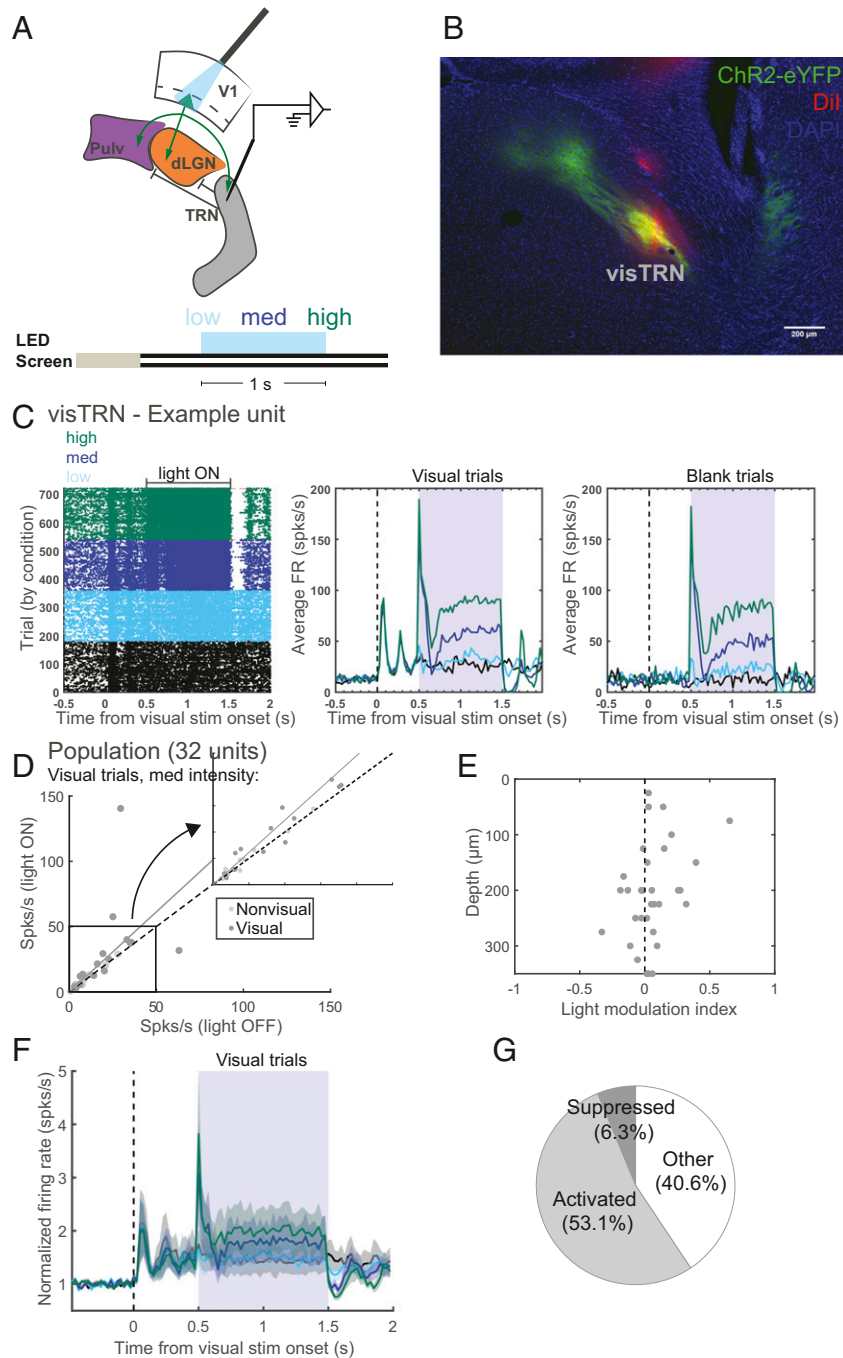 A
V1
Pulv
dLGN
TRN
low med high
LED
Screen
1 s
B
ChR2-eYFP
DiI
DAPI
visTRN
200 µm
C visTRN - Example unit
high
med
low
light ON
700
600
500
400
300
200
100
0
Trial (by condition)
-0.5 0 0.5 1 1.5 2
Time from visual stim onset (s)
Visual trials
200
150
100
50
0
Average FR (spks/s)
-0.5 0 0.5 1 1.5 2
Time from visual stim onset (s)
Blank trials
200
150
100
50
0
Average FR (spks/s)
-0.5 0 0.5 1 1.5 2
Time from visual stim onset (s)
D Population (32 units)
Visual trials, med intensity:
150
100
50
0
Spks/s (light ON)
Nonvisual
Visual
0 50 100 150
Spks/s (light OFF)
E
0
100
200
300
Depth (µm)
-1 -0.5 0 0.5 1
Light modulation index
F
Visual trials
5
4
3
2
1
Normalized firing rate (spks/s)
0 0.5 1 1.5 2
Time from visual stim onset (s)
G
Suppressed
(6.3%)
Other
(40.6%)
Activated
(53.1%)